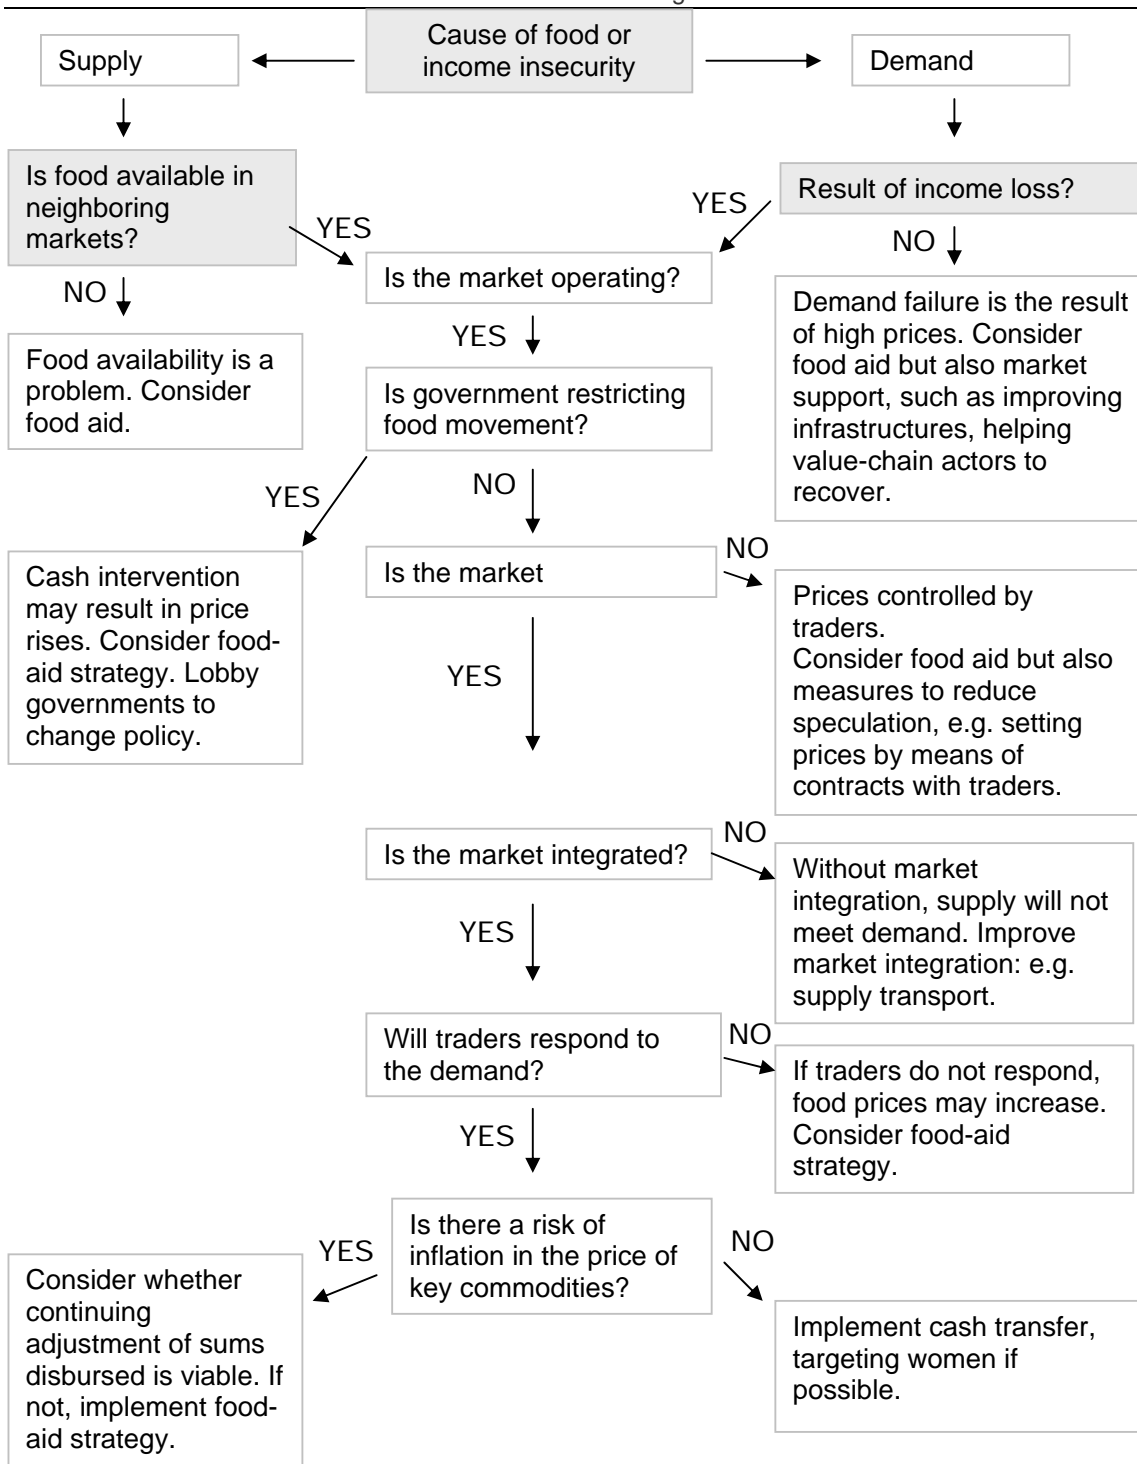 Cause of food or
income insecurity
Supply
Demand
Is food available in
neighboring
markets?
YES
YES
Result of income loss?
NO
NO
Is the market operating?
Food availability is a
problem. Consider
food aid.
YES
Demand failure is the result
of high prices. Consider
food aid but also market
support, such as improving
infrastructures, helping
value-chain actors to
recover.
Is government restricting
food movement?
YES
NO
Cash intervention
may result in price
rises. Consider food-
aid strategy. Lobby
governments to
change policy.
Is the market
NO
Prices controlled by
traders.
Consider food aid but also
measures to reduce
speculation, e.g. setting
prices by means of
contracts with traders.
YES
Is the market integrated?
NO
Without market
integration, supply will not
meet demand. Improve
market integration: e.g.
supply transport.
YES
Will traders respond to
the demand?
NO
If traders do not respond,
food prices may increase.
Consider food-aid
strategy.
YES
Is there a risk of
inflation in the price of
key commodities?
YES
NO
Consider whether
continuing
adjustment of sums
disbursed is viable. If
not, implement food-
aid strategy.
Implement cash transfer,
targeting women if
possible.